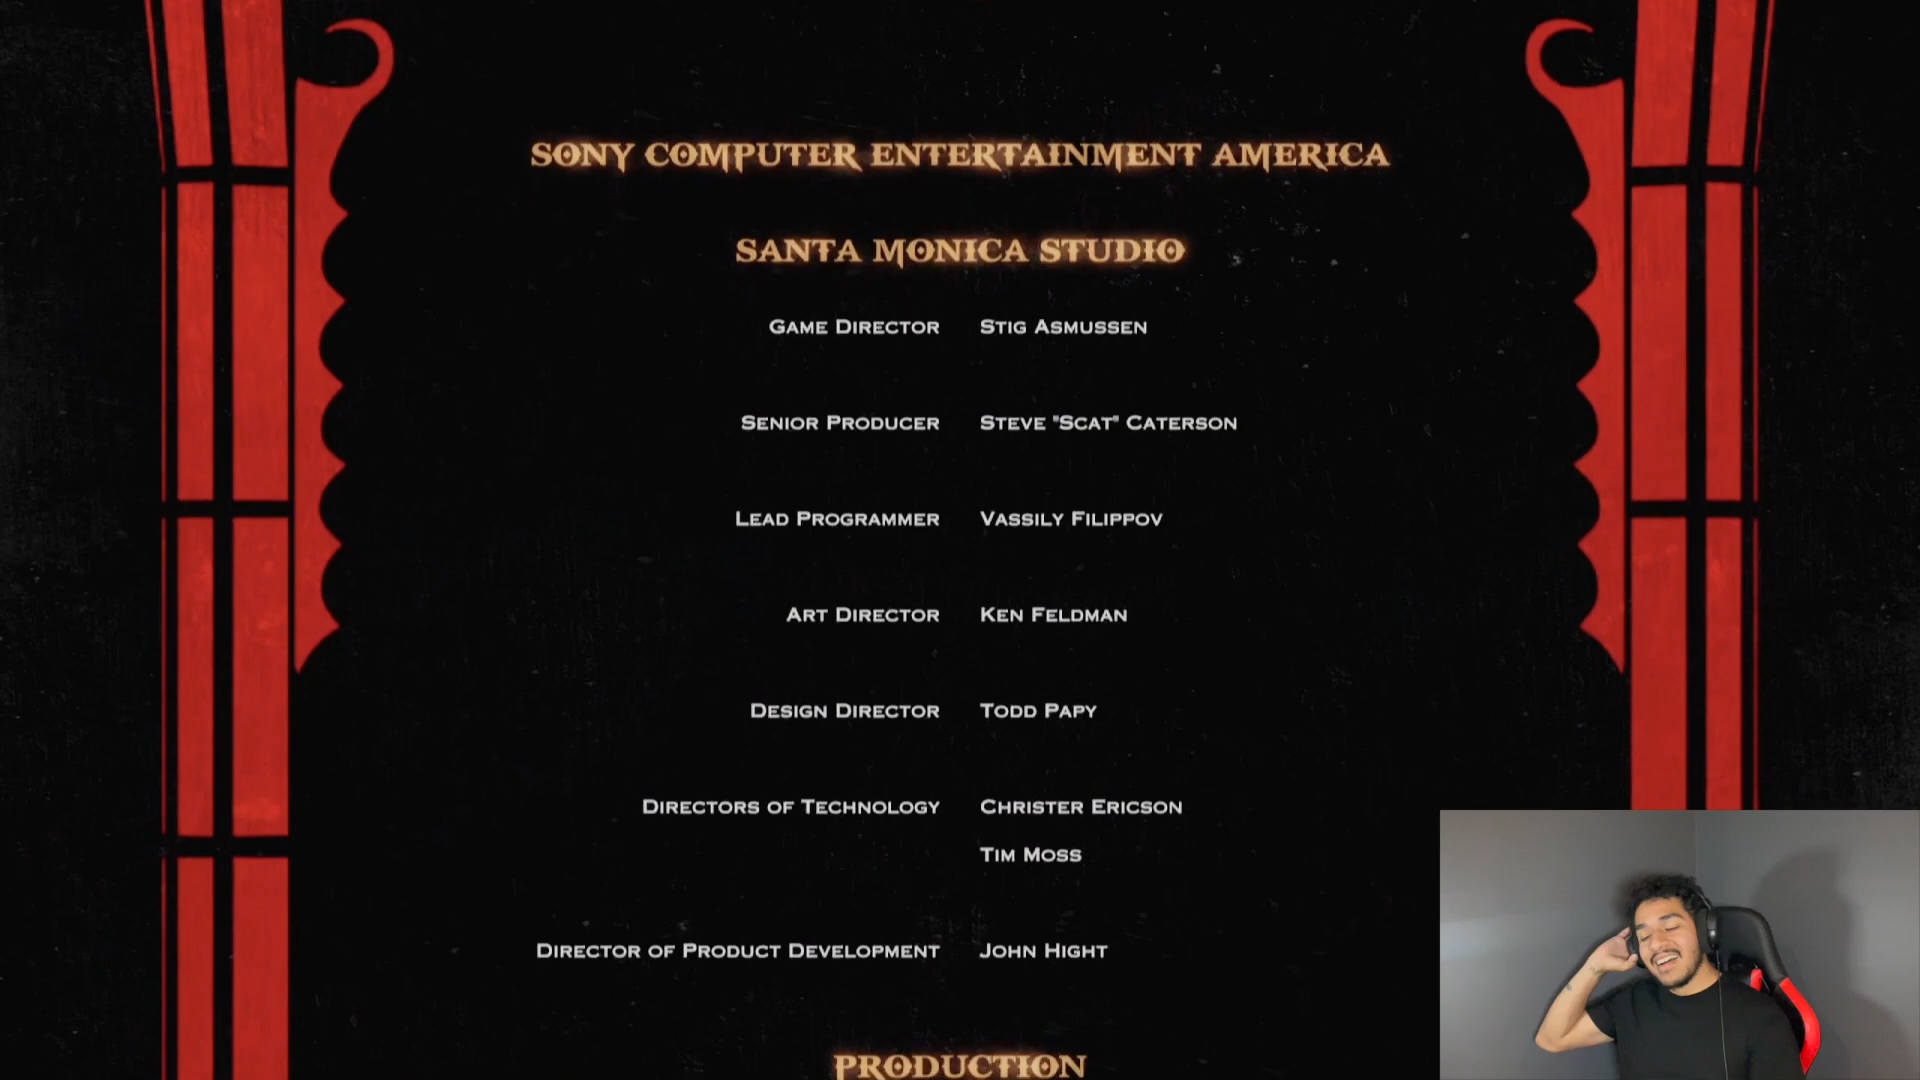 SONY COMPUTER ENTERTAINMENT AMERICA
SANTA MONICA STUDIO
GAME DIRECTOR STIG ASMUSSEN
SENIOR PRODUCER STEVE "SCAT" CATERSON
LEAD PROGRAMMER VASSILY FILIPPOV
ART DIRECTOR KEN FELDMAN
DESIGN DIRECTOR TODD PAPY
DIRECTORS OF TECHNOLOGY CHRISTER ERICSON
TIM MOSS
DIRECTOR OF PRODUCT DEVELOPMENT JOHN HIGHT
PRODUCTION